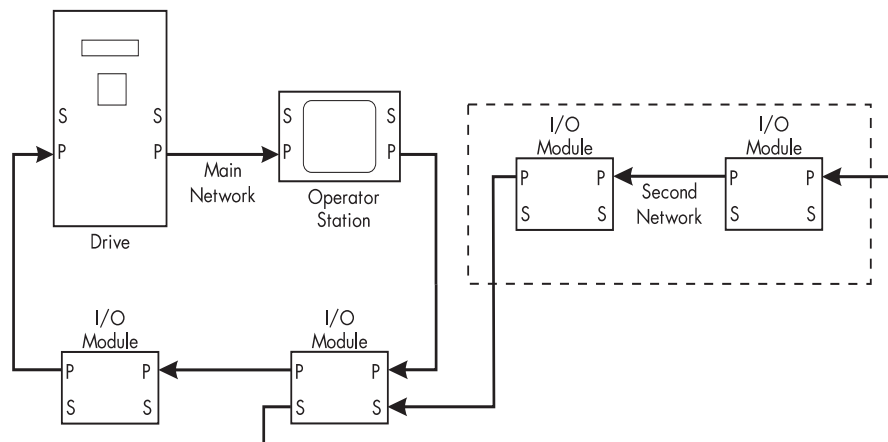 S S
P P
Drive
Main
Network
S S
P P
Operator
Station
I/O
Module
P P
S S
Second
Network
I/O
Module
P P
S S
I/O
Module
P P
S S
I/O
Module
P P
S S